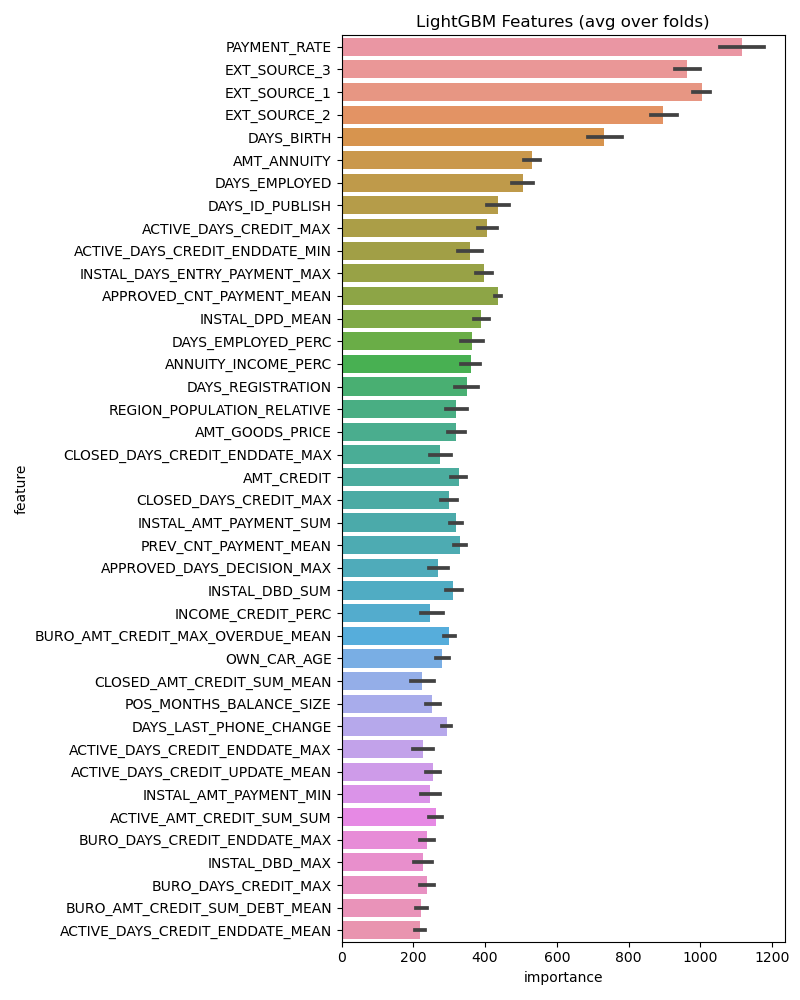 LightGBM Features (avg over folds)
PAYMENT_RATE
EXT_SOURCE_3
EXT_SOURCE_1
EXT_SOURCE_2
DAYS_BIRTH
AMT_ANNUITY
DAYS_EMPLOYED
DAYS_ID_PUBLISH
ACTIVE_DAYS_CREDIT_MAX
ACTIVE_DAYS_CREDIT_ENDDATE_MIN
INSTAL_DAYS_ENTRY_PAYMENT_MAX
APPROVED_CNT_PAYMENT_MEAN
INSTAL_DPD_MEAN
DAYS_EMPLOYED_PERC
ANNUITY_INCOME_PERC
DAYS_REGISTRATION
REGION_POPULATION_RELATIVE
AMT_GOODS_PRICE
CLOSED_DAYS_CREDIT_ENDDATE_MAX
AMT_CREDIT
CLOSED_DAYS_CREDIT_MAX
INSTAL_AMT_PAYMENT_SUM
PREV_CNT_PAYMENT_MEAN
APPROVED_DAYS_DECISION_MAX
INSTAL_DBD_SUM
INCOME_CREDIT_PERC
BURO_AMT_CREDIT_MAX_OVERDUE_MEAN
OWN_CAR_AGE
CLOSED_AMT_CREDIT_SUM_MEAN
POS_MONTHS_BALANCE_SIZE
DAYS_LAST_PHONE_CHANGE
ACTIVE_DAYS_CREDIT_ENDDATE_MAX
ACTIVE_DAYS_CREDIT_UPDATE_MEAN
INSTAL_AMT_PAYMENT_MIN
ACTIVE_AMT_CREDIT_SUM_SUM
BURO_DAYS_CREDIT_ENDDATE_MAX
INSTAL_DBD_MAX
BURO_DAYS_CREDIT_MAX
BURO_AMT_CREDIT_SUM_DEBT_MEAN
ACTIVE_DAYS_CREDIT_ENDDATE_MEAN
feature
0 200 400 600 800 1000 1200
importance